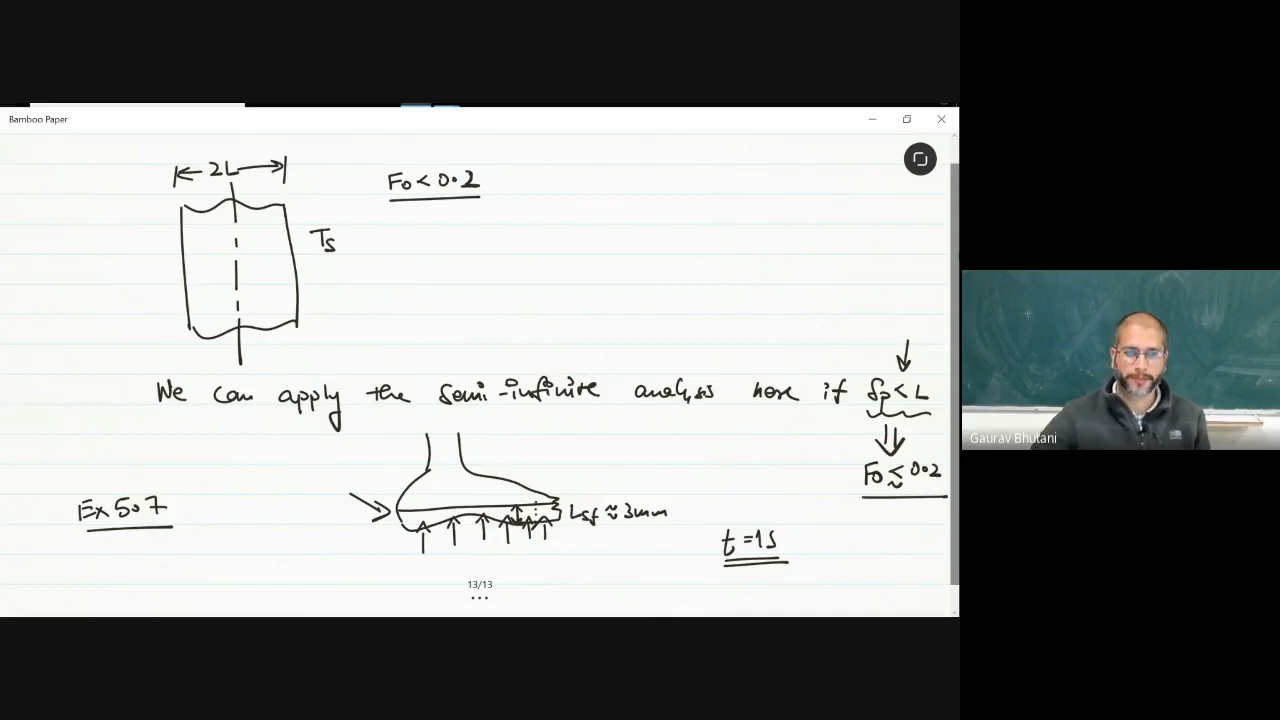 Bamboo Paper
2L
Fo < 0.2
Ts
We can apply the semi-infinite analysis here if δp < L
Fo ≲ 0.2
Ex 5.7
Lsf ≈ 3mm
t = 1s
13/13
Gaurav Bhutani